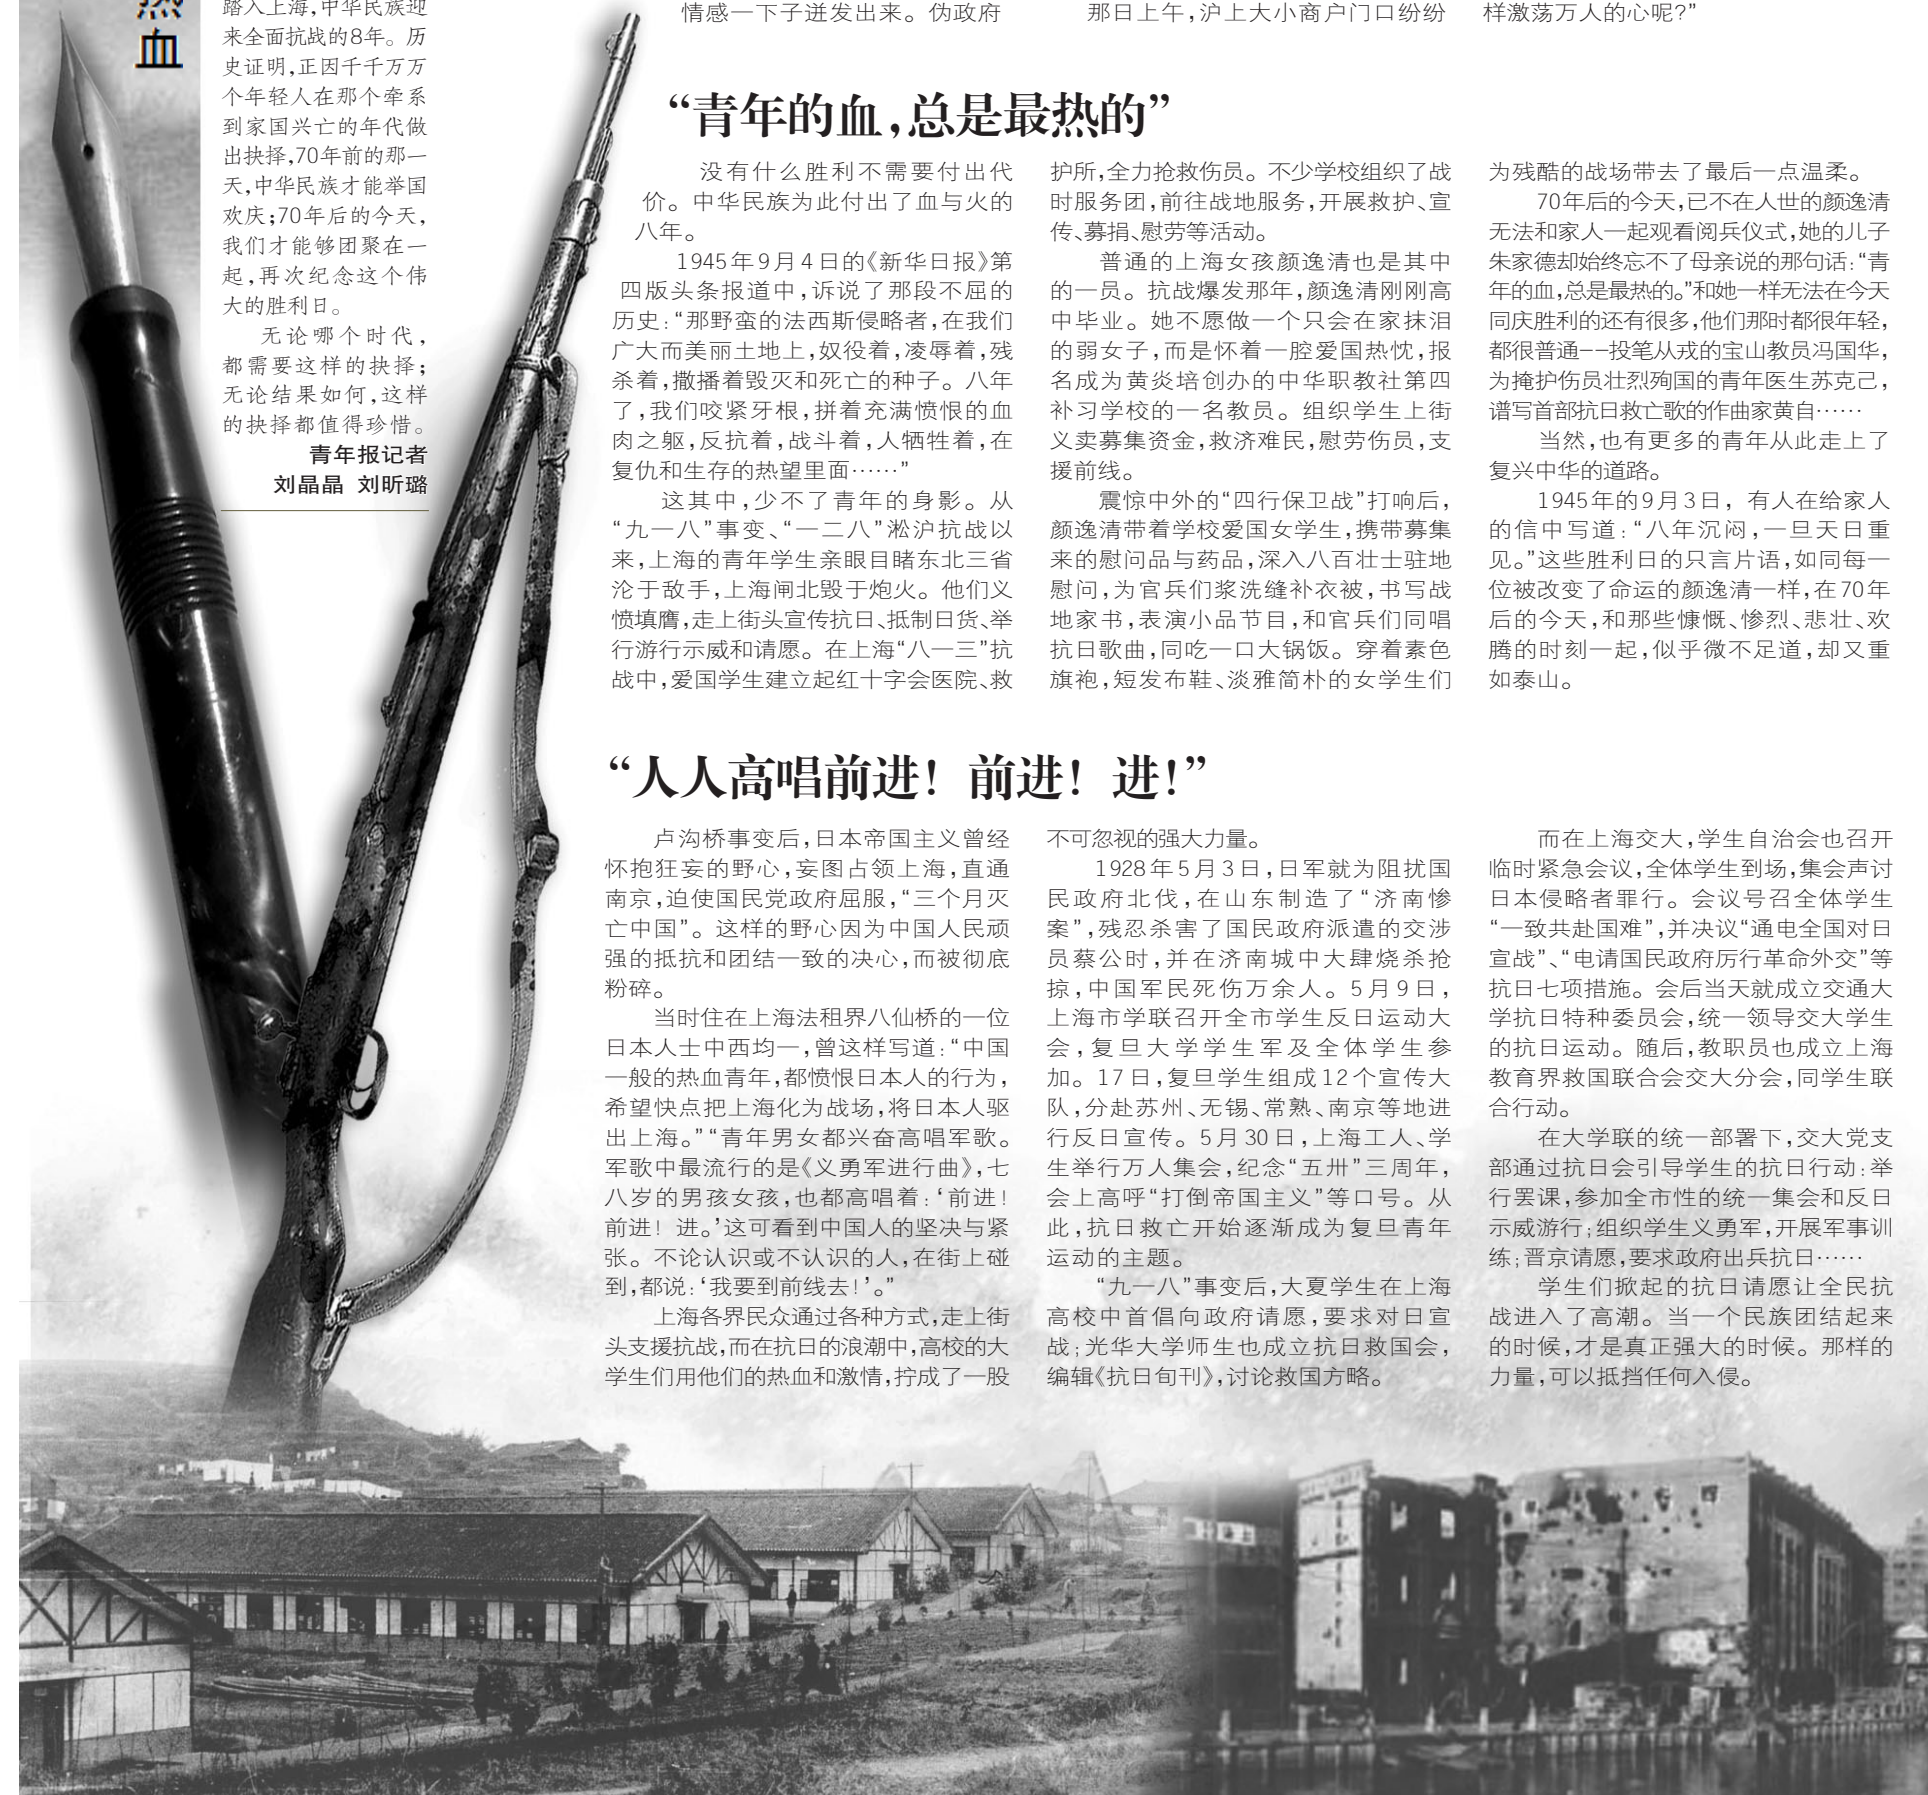 热
血
踏入上海,中华民族迎
来全面抗战的8年。历
史证明,正因千千万万
个年轻人在那个牵系
到家国兴亡的年代做
出抉择,70年前的那一
天,中华民族才能举国
欢庆;70年后的今天,
我们才能够团聚在一
起,再次纪念这个伟
大的胜利日。
无论哪个时代,
都需要这样的抉择;
无论结果如何,这样
的抉择都值得珍惜。
青年报记者
刘晶晶 刘昕璐
情感一下子迸发出来。伪政府
那日上午,沪上大小商户门口纷纷
样激荡万人的心呢?”
“青年的血,总是最热的”
没有什么胜利不需要付出代
价。中华民族为此付出了血与火的
八年。
1945年9月4日的《新华日报》第
四版头条报道中,诉说了那段不屈的
历史:“那野蛮的法西斯侵略者,在我们
广大而美丽土地上,奴役着,凌辱着,残
杀着,撒播着毁灭和死亡的种子。八年
了,我们咬紧牙根,拼着充满愤恨的血
肉之躯,反抗着,战斗着,人牺牲着,在
复仇和生存的热望里面……”
这其中,少不了青年的身影。从
“九一八”事变、“一二八”淞沪抗战以
来,上海的青年学生亲眼目睹东北三省
沦于敌手,上海闸北毁于炮火。他们义
愤填膺,走上街头宣传抗日、抵制日货、举
行游行示威和请愿。在上海“八一三”抗
战中,爱国学生建立起红十字会医院、救
护所,全力抢救伤员。不少学校组织了战
时服务团,前往战地服务,开展救护、宣
传、募捐、慰劳等活动。
普通的上海女孩颜逸清也是其中
的一员。抗战爆发那年,颜逸清刚刚高
中毕业。她不愿做一个只会在家抹泪
的弱女子,而是怀着一腔爱国热忱,报
名成为黄炎培创办的中华职教社第四
补习学校的一名教员。组织学生上街
义卖募集资金,救济难民,慰劳伤员,支
援前线。
震惊中外的“四行保卫战”打响后,
颜逸清带着学校爱国女学生,携带募集
来的慰问品与药品,深入八百壮士驻地
慰问,为官兵们浆洗缝补衣被,书写战
地家书,表演小品节目,和官兵们同唱
抗日歌曲,同吃一口大锅饭。穿着素色
旗袍,短发布鞋、淡雅简朴的女学生们
为残酷的战场带去了最后一点温柔。
70年后的今天,已不在人世的颜逸清
无法和家人一起观看阅兵仪式,她的儿子
朱家德却始终忘不了母亲说的那句话:“青
年的血,总是最热的。”和她一样无法在今天
同庆胜利的还有很多,他们那时都很年轻,
都很普通——投笔从戎的宝山教员冯国华,
为掩护伤员壮烈殉国的青年医生苏克己,
谱写首部抗日救亡歌的作曲家黄自……
当然,也有更多的青年从此走上了
复兴中华的道路。
1945年的9月3日,有人在给家人
的信中写道:“八年沉闷,一旦天日重
见。”这些胜利日的只言片语,如同每一
位被改变了命运的颜逸清一样,在70年
后的今天,和那些慷慨、惨烈、悲壮、欢
腾的时刻一起,似乎微不足道,却又重
如泰山。
“人人高唱前进!前进!进!”
卢沟桥事变后,日本帝国主义曾经
怀抱狂妄的野心,妄图占领上海,直通
南京,迫使国民党政府屈服,“三个月灭
亡中国”。这样的野心因为中国人民顽
强的抵抗和团结一致的决心,而被彻底
粉碎。
当时住在上海法租界八仙桥的一位
日本人士中西均一,曾这样写道:“中国
一般的热血青年,都愤恨日本人的行为,
希望快点把上海化为战场,将日本人驱
出上海。”“青年男女都兴奋高唱军歌。
军歌中最流行的是《义勇军进行曲》,七
八岁的男孩女孩,也都高唱着:‘前进!
前进!进。’这可看到中国人的坚决与紧
张。不论认识或不认识的人,在街上碰
到,都说:‘我要到前线去!’。”
上海各界民众通过各种方式,走上街
头支援抗战,而在抗日的浪潮中,高校的大
学生们用他们的热血和激情,拧成了一股
不可忽视的强大力量。
1928年5月3日,日军就为阻扰国
民政府北伐,在山东制造了“济南惨
案”,残忍杀害了国民政府派遣的交涉
员蔡公时,并在济南城中大肆烧杀抢
掠,中国军民死伤万余人。5月9日,
上海市学联召开全市学生反日运动大
会,复旦大学学生军及全体学生参
加。17日,复旦学生组成12个宣传大
队,分赴苏州、无锡、常熟、南京等地进
行反日宣传。5月30日,上海工人、学
生举行万人集会,纪念“五卅”三周年,
会上高呼“打倒帝国主义”等口号。从
此,抗日救亡开始逐渐成为复旦青年
运动的主题。
“九一八”事变后,大夏学生在上海
高校中首倡向政府请愿,要求对日宣
战;光华大学师生也成立抗日救国会,
编辑《抗日旬刊》,讨论救国方略。
而在上海交大,学生自治会也召开
临时紧急会议,全体学生到场,集会声讨
日本侵略者罪行。会议号召全体学生
“一致共赴国难”,并决议“通电全国对日
宣战”、“电请国民政府厉行革命外交”等
抗日七项措施。会后当天就成立交通大
学抗日特种委员会,统一领导交大学生
的抗日运动。随后,教职员也成立上海
教育界救国联合会交大分会,同学生联
合行动。
在大学联的统一部署下,交大党支
部通过抗日会引导学生的抗日行动:举
行罢课,参加全市性的统一集会和反日
示威游行;组织学生义勇军,开展军事训
练;晋京请愿,要求政府出兵抗日……
学生们掀起的抗日请愿让全民抗
战进入了高潮。当一个民族团结起来
的时候,才是真正强大的时候。那样的
力量,可以抵挡任何入侵。